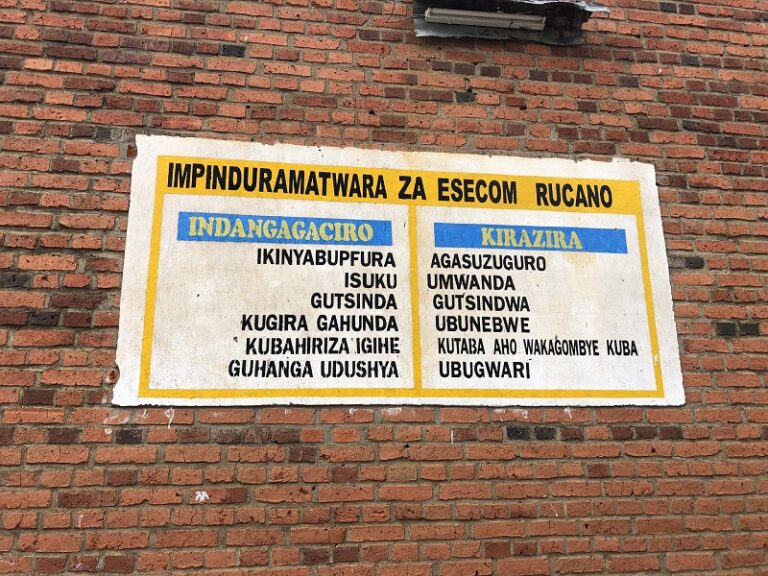 IMPINDURAMATWARA ZA ESECOM RUCANO
INDANGAGACIRO
IKINYABUPFURA
ISUKU
GUTSINDA
KUGIRA GAHUNDA
KUBAHIRIZA IGIHE
GUHANGA UDUSHYA
KIRAZIRA
AGASUZUGURO
UMWANDA
GUTSINDWA
UBUNEBWE
KUTABA AHO WAKAGOMBYE KUBA
UBUGWARI